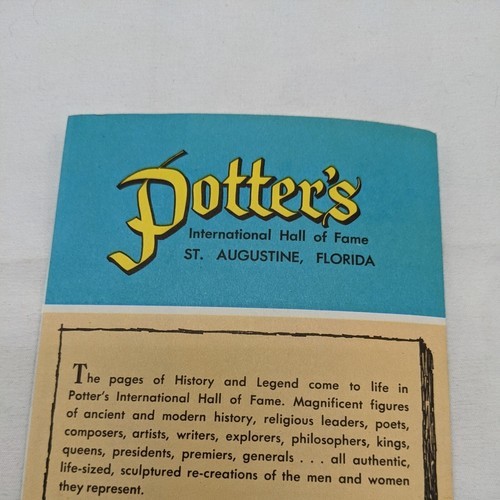 Potter's
International Hall of Fame
ST. AUGUSTINE, FLORIDA
The pages of History and Legend come to life in
Potter's International Hall of Fame. Magnificent figures
of ancient and modern history, religious leaders, poets,
composers, artists, writers, explorers, philosophers, kings,
queens, presidents, premiers, generals . . . all authentic,
life-sized, sculptured re-creations of the men and women
they represent.